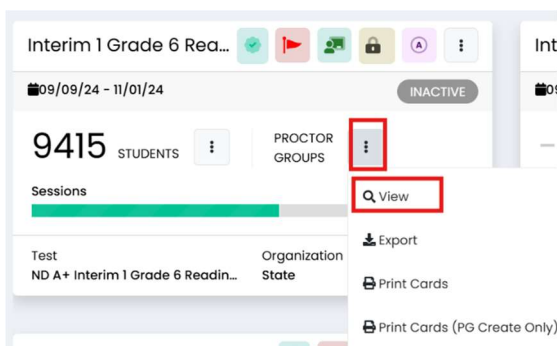 Interim 1 Grade 6 Rea...
A
Int
09/09/24 - 11/01/24
INACTIVE
09
9415 STUDENTS
PROCTOR
GROUPS
Sessions
View
Export
Test
ND A+ Interim 1 Grade 6 Readin...
Organization
State
Print Cards
Print Cards (PG Create Only)